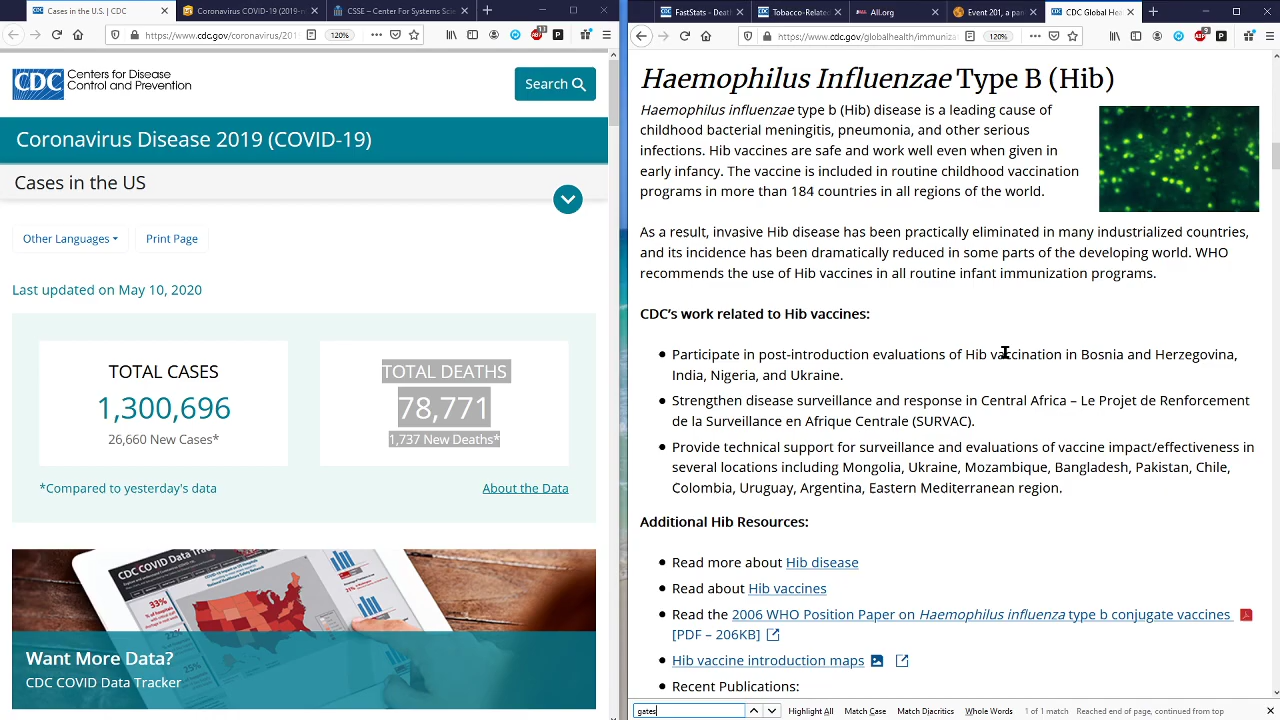 Cases in the U.S. | CDC
Coronavirus COVID-19 (2019-n
CSSE – Center For Systems Scie
https://www.cdc.gov/coronavirus/201
120%
CDC
Centers for Disease
Control and Prevention
Search
Coronavirus Disease 2019 (COVID-19)
Cases in the US
Other Languages
Print Page
Last updated on May 10, 2020
TOTAL CASES
1,300,696
26,660 New Cases*
TOTAL DEATHS
78,771
1,737 New Deaths*
*Compared to yesterday's data
About the Data
CDC COVID Data Tracker
33%
22%
25%
Want More Data?
CDC COVID Data Tracker
FastStats - Deat
Tobacco-Related
All.org
Event 201, a pan
CDC Global Hea
https://www.cdc.gov/globalhealth/immuniza
120%
Haemophilus Influenzae Type B (Hib)
Haemophilus influenzae type b (Hib) disease is a leading cause of
childhood bacterial meningitis, pneumonia, and other serious
infections. Hib vaccines are safe and work well even when given in
early infancy. The vaccine is included in routine childhood vaccination
programs in more than 184 countries in all regions of the world.
As a result, invasive Hib disease has been practically eliminated in many industrialized countries,
and its incidence has been dramatically reduced in some parts of the developing world. WHO
recommends the use of Hib vaccines in all routine infant immunization programs.
CDC's work related to Hib vaccines:
Participate in post-introduction evaluations of Hib vaccination in Bosnia and Herzegovina,
India, Nigeria, and Ukraine.
Strengthen disease surveillance and response in Central Africa – Le Projet de Renforcement
de la Surveillance en Afrique Centrale (SURVAC).
Provide technical support for surveillance and evaluations of vaccine impact/effectiveness in
several locations including Mongolia, Ukraine, Mozambique, Bangladesh, Pakistan, Chile,
Colombia, Uruguay, Argentina, Eastern Mediterranean region.
Additional Hib Resources:
Read more about Hib disease
Read about Hib vaccines
Read the 2006 WHO Position Paper on Haemophilus influenza type b conjugate vaccines
[PDF – 206KB]
Hib vaccine introduction maps
Recent Publications:
gates
Highlight All
Match Case
Match Diacritics
Whole Words
1 of 1 match
Reached end of page, continued from top